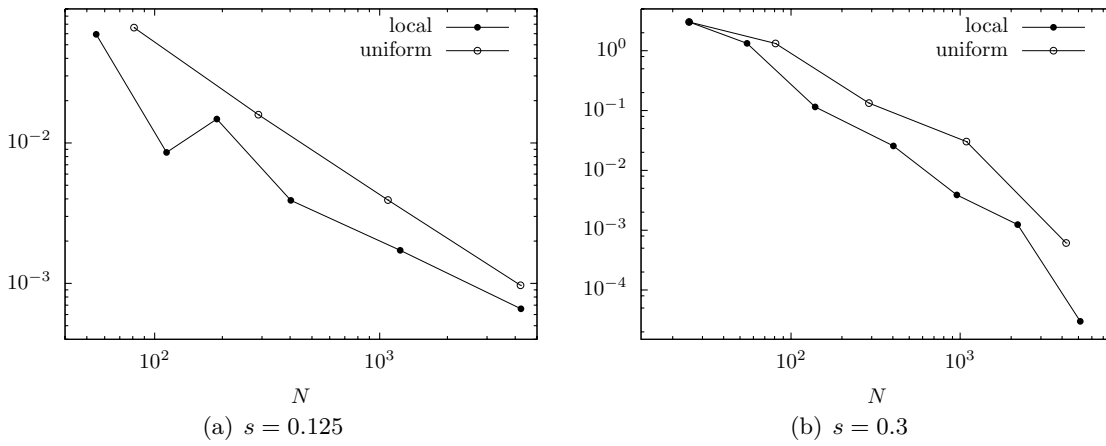 local
uniform
10^{-2}
10^{-3}
10^2
10^3
N
(a) s = 0.125
local
uniform
10^0
10^{-1}
10^{-2}
10^{-3}
10^{-4}
10^2
10^3
N
(b) s = 0.3